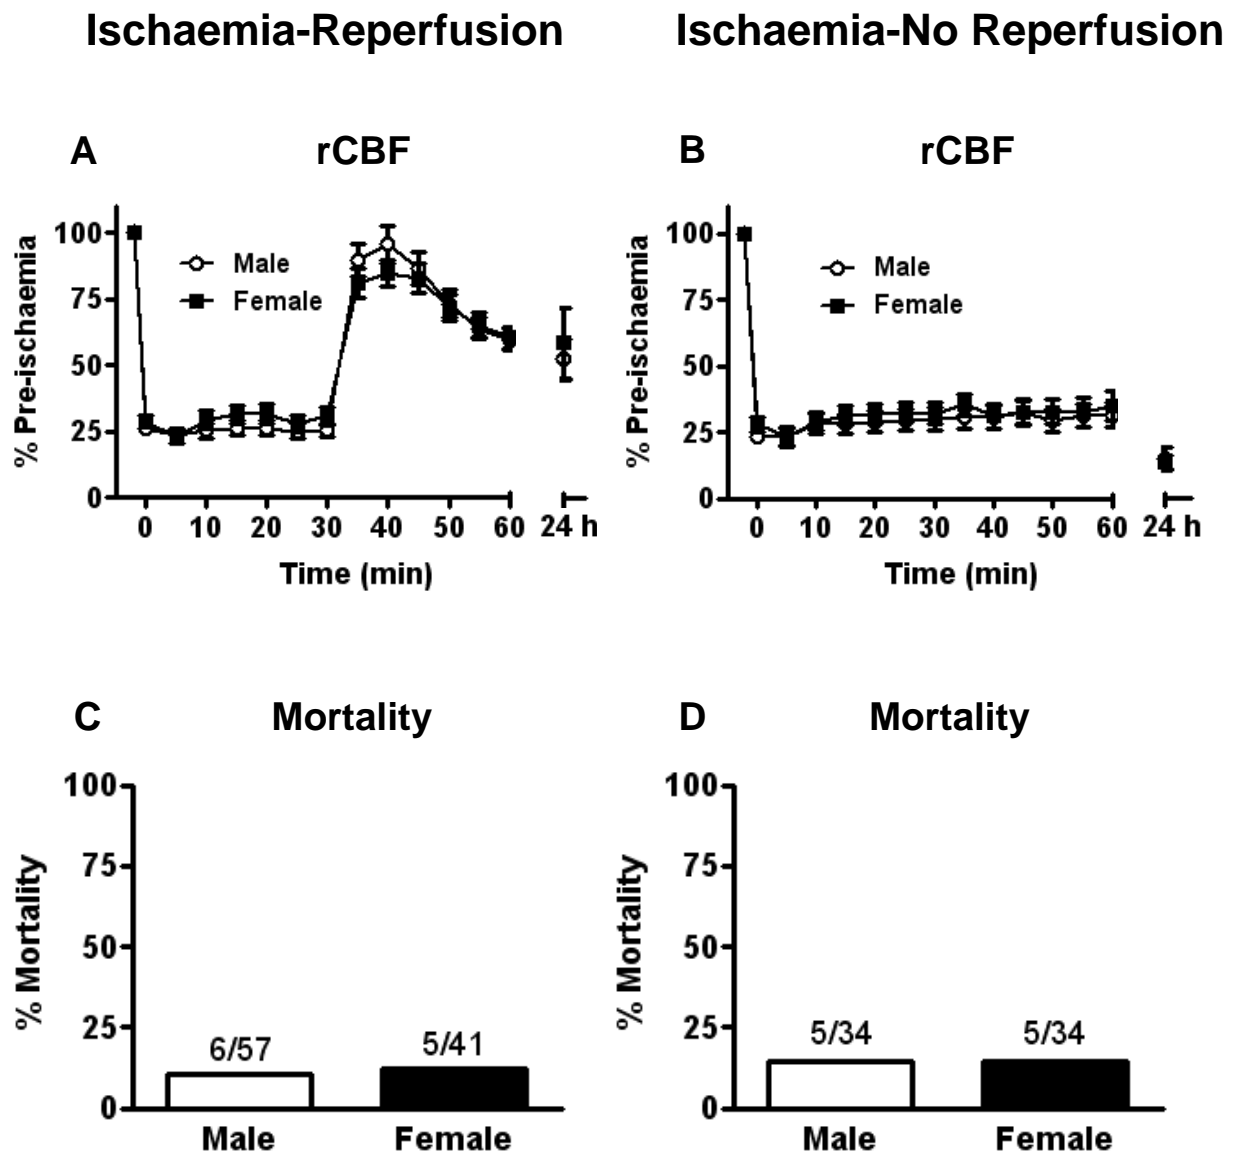 Ischaemia-Reperfusion
Ischaemia-No Reperfusion
A
rCBF
% Pre-ischaemia
100
75
50
25
0
Male
Female
0 10 20 30 40 50 60 24 h
Time (min)
B
rCBF
% Pre-ischaemia
100
75
50
25
0
Male
Female
0 10 20 30 40 50 60 24 h
Time (min)
C
Mortality
% Mortality
100
75
50
25
0
6/57
5/41
Male Female
D
Mortality
% Mortality
100
75
50
25
0
5/34
5/34
Male Female